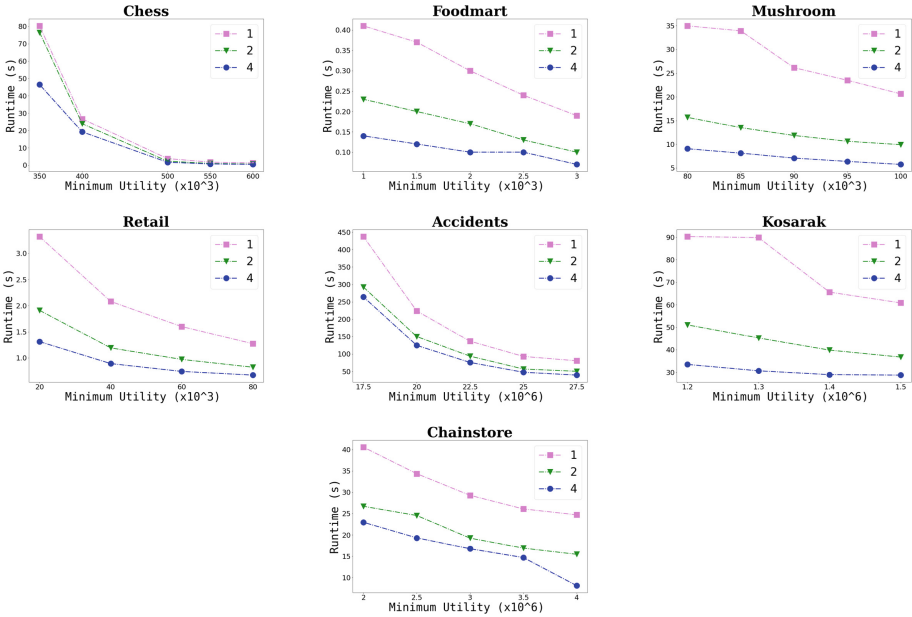 Chess
Runtime (s)
80
70
60
50
40
30
20
10
0
350 400 500 550 600
Minimum Utility (x10^3)
1
2
4
Foodmart
Runtime (s)
0.40
0.35
0.30
0.25
0.20
0.15
0.10
1 1.5 2 2.5 3
Minimum Utility (x10^3)
1
2
4
Mushroom
Runtime (s)
35
30
25
20
15
10
5
80 85 90 95 100
Minimum Utility (x10^3)
1
2
4
Retail
Runtime (s)
3.0
2.5
2.0
1.5
1.0
20 40 60 80
Minimum Utility (x10^3)
1
2
4
Accidents
Runtime (s)
450
400
350
300
250
200
150
100
50
17.5 20 22.5 25 27.5
Minimum Utility (x10^6)
1
2
4
Kosarak
Runtime (s)
90
80
70
60
50
40
30
1.2 1.3 1.4 1.5
Minimum Utility (x10^6)
1
2
4
Chainstore
Runtime (s)
40
35
30
25
20
15
10
2 2.5 3 3.5 4
Minimum Utility (x10^6)
1
2
4